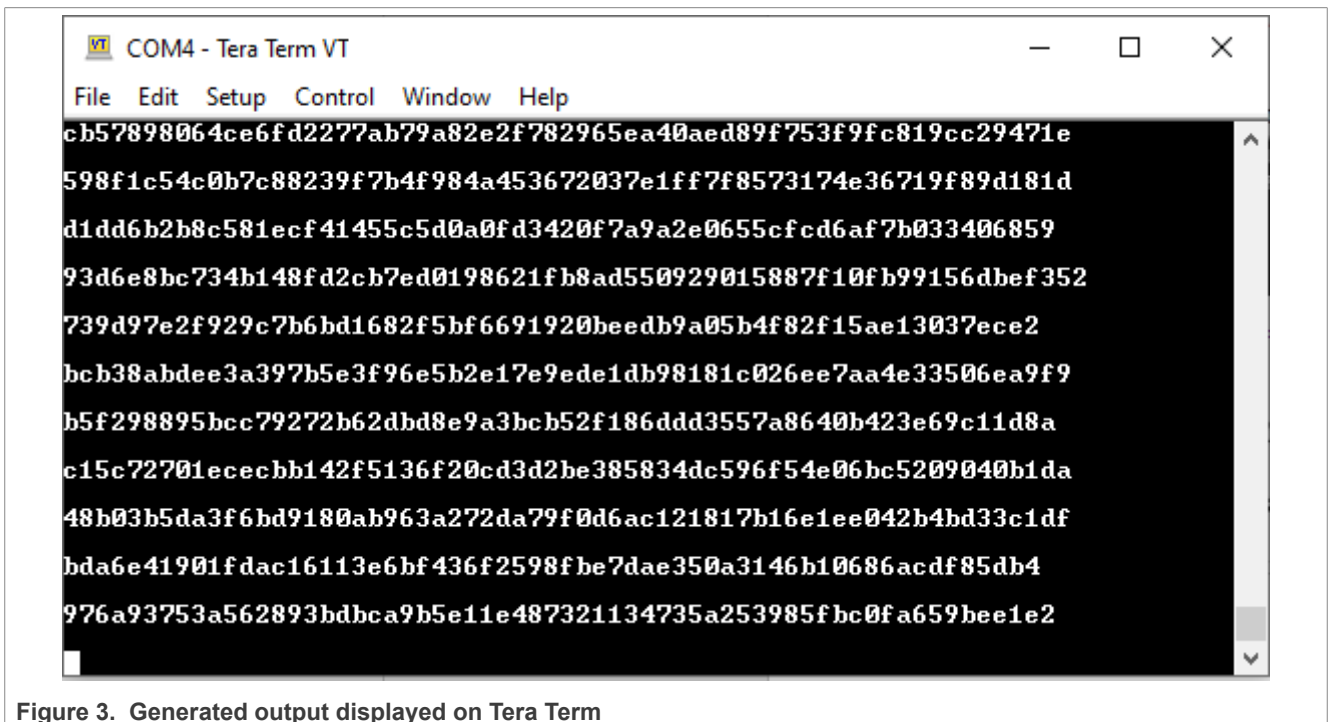 COM4 - Tera Term VT
File Edit Setup Control Window Help
cb57898064ce6fd2277ab79a82e2f782965ea40aed89f753f9fc819cc29471e
598f1c54c0b7c88239f7b4f984a453672037e1ff7f8573174e36719f89d181d
d1dd6b2b8c581ecf41455c5d0a0fd3420f7a9a2e0655cfcd6af7b033406859
93d6e8bc734b148fd2cb7ed0198621fb8ad550929015887f10fb99156dbef352
739d97e2f929c7b6bd1682f5bf6691920beedb9a05b4f82f15ae13037ece2
bcb38abdee3a397b5e3f96e5b2e17e9ede1db98181c026ee7aa4e33506ea9f9
b5f298895bcc79272b62dbd8e9a3bcb52f186ddd3557a8640b423e69c11d8a
c15c72701ececbb142f5136f20cd3d2be385834dc596f54e06bc5209040b1da
48b03b5da3f6bd9180ab963a272da79f0d6ac121817b16e1ee042b4bd33c1df
bda6e41901fdac16113e6bf436f2598fbe7dae350a3146b10686acdf85db4
976a93753a562893bdbca9b5e11e487321134735a253985fbc0fa659bee1e2
Figure 3. Generated output displayed on Tera Term